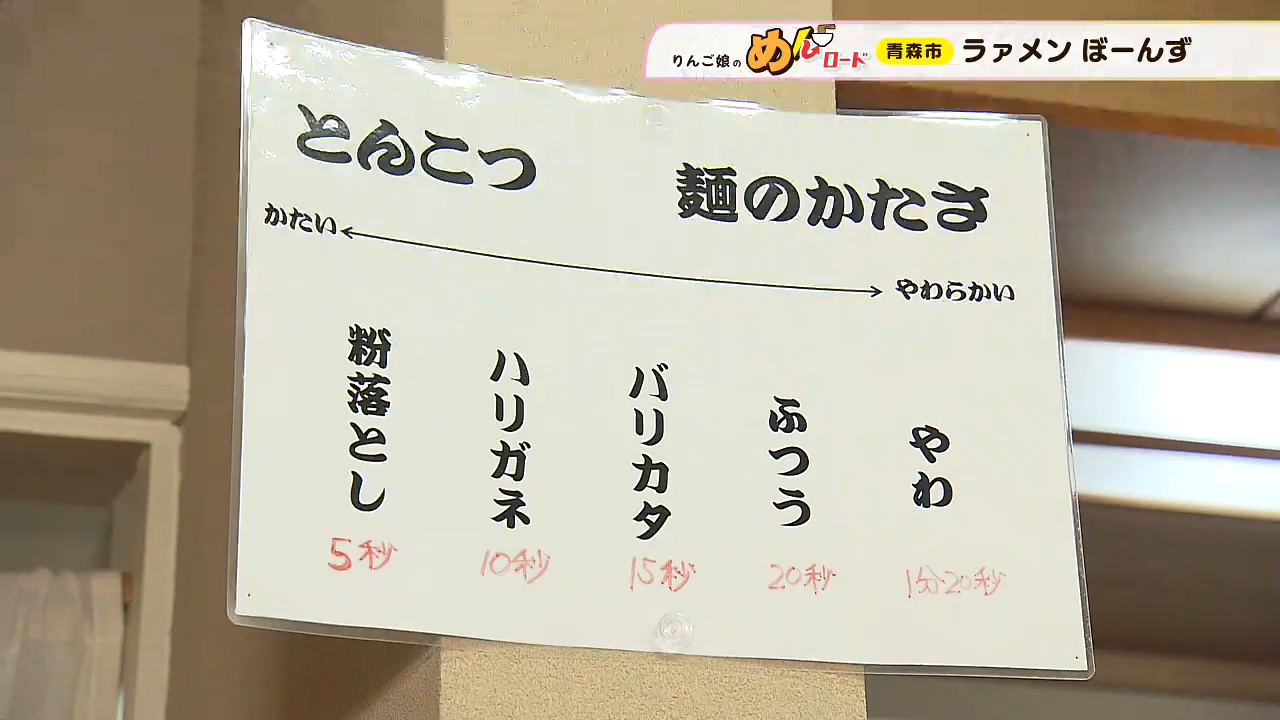 りんご娘の めんロード 青森市 ラァメン ぼーんず
とんこつ 麺のかたさ
かたい やわらかい
粉落とし
5秒
ハリガネ
10秒
バリカタ
15秒
ふつう
20秒
やわ
1分20秒